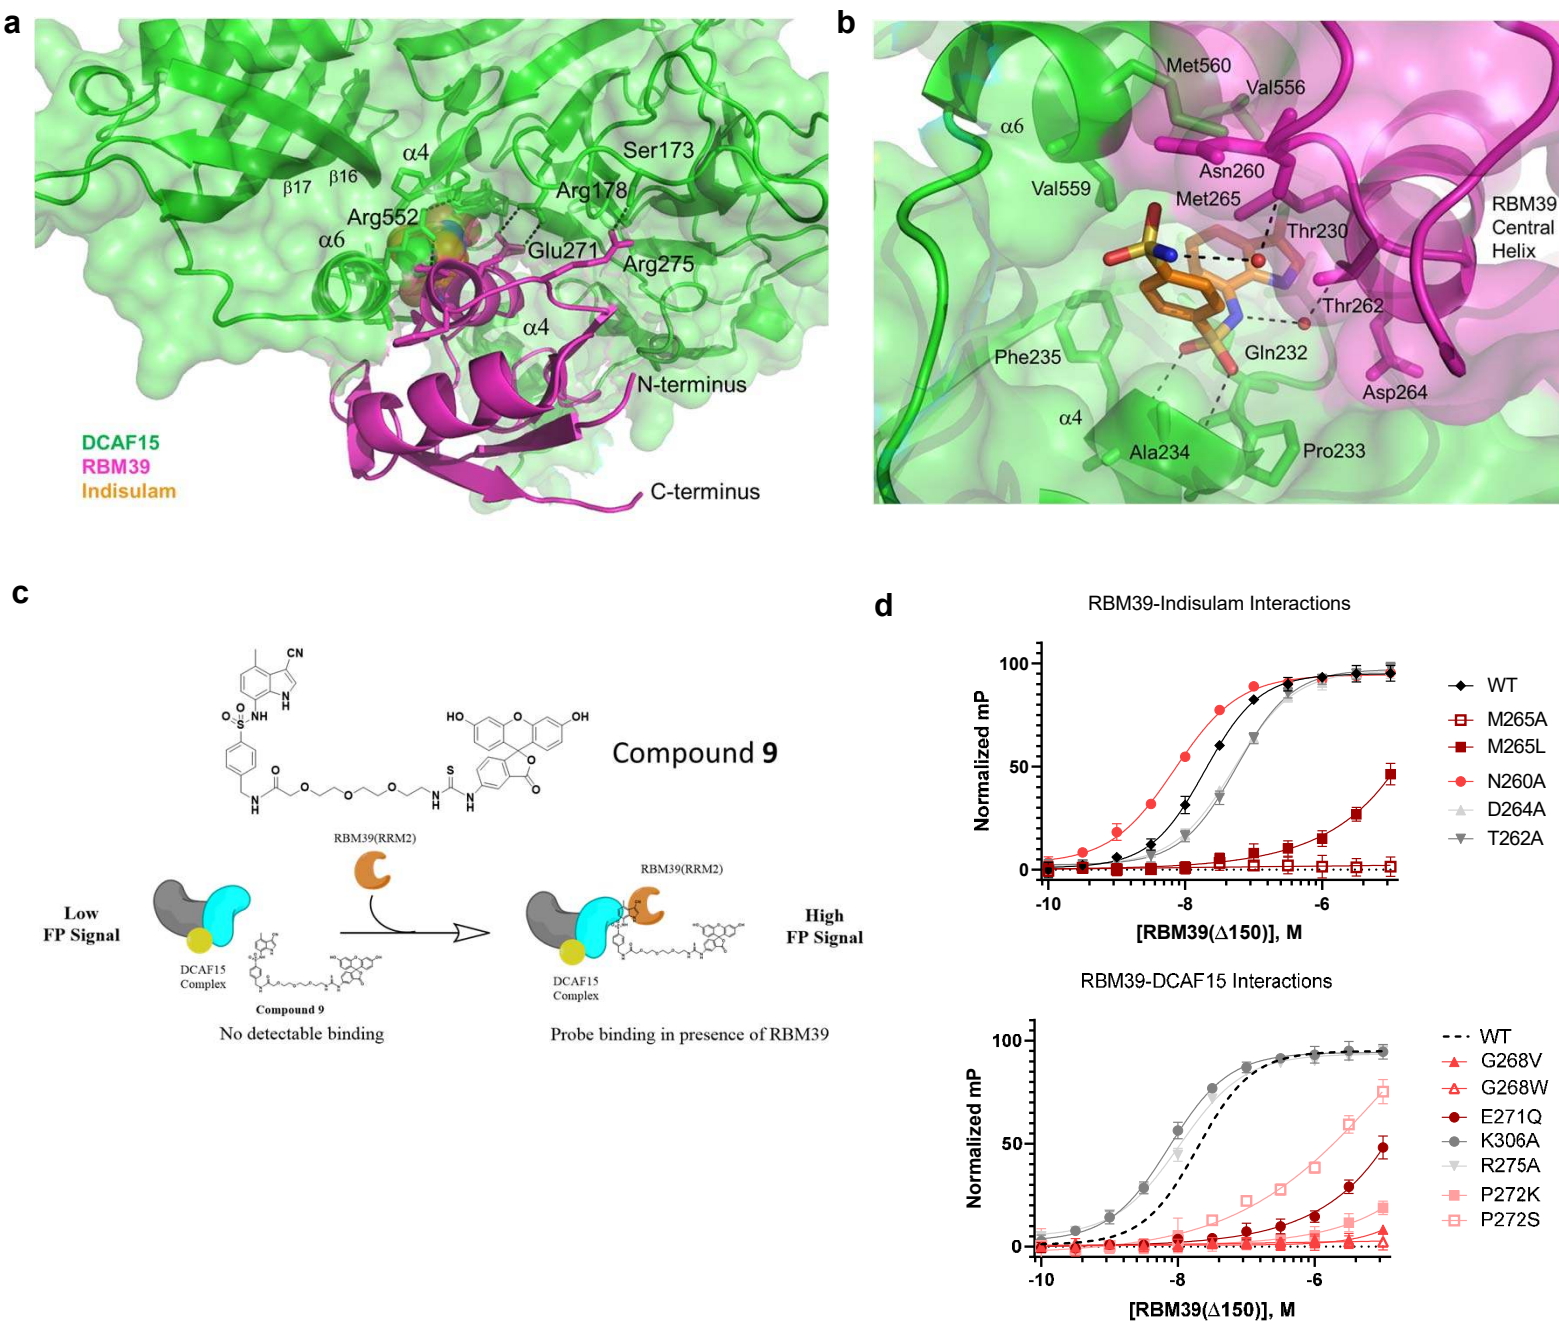 a
α4
Ser173
β17
β16
Arg178
Arg552
α6
Glu271
Arg275
α4
N-terminus
DCAF15
RBM39
Indisulam
C-terminus
b
Met560
Val556
α6
Asn260
Val559
Met265
RBM39
Central
Helix
Thr230
Thr262
Phe235
Gln232
Asp264
α4
Ala234
Pro233
c
CN
N
H
O
O
S
NH
HO
O
OH
O
O
S
O
O
O
O
N
H
N
H
N
H
Compound 9
RBM39(RRM2)
RBM39(RRM2)
Low
FP Signal
High
FP Signal
DCAF15
Complex
DCAF15
Complex
Compound 9
No detectable binding
Probe binding in presence of RBM39
d
RBM39-Indisulam Interactions
Normalized mP
100
50
0
-10
-8
-6
[RBM39(Δ150)], M
WT
M265A
M265L
N260A
D264A
T262A
RBM39-DCAF15 Interactions
Normalized mP
100
50
0
-10
-8
-6
[RBM39(Δ150)], M
WT
G268V
G268W
E271Q
K306A
R275A
P272K
P272S